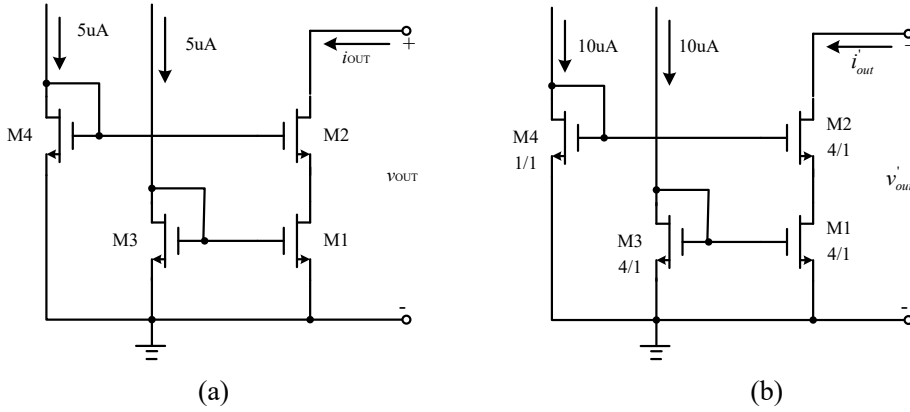 5uA
5uA
iOUT
+
M4
M2
vOUT
M3
M1
-
(a)
10uA
10uA
i'out
-
M4
1/1
M2
4/1
v'out
M3
4/1
M1
4/1
-
(b)